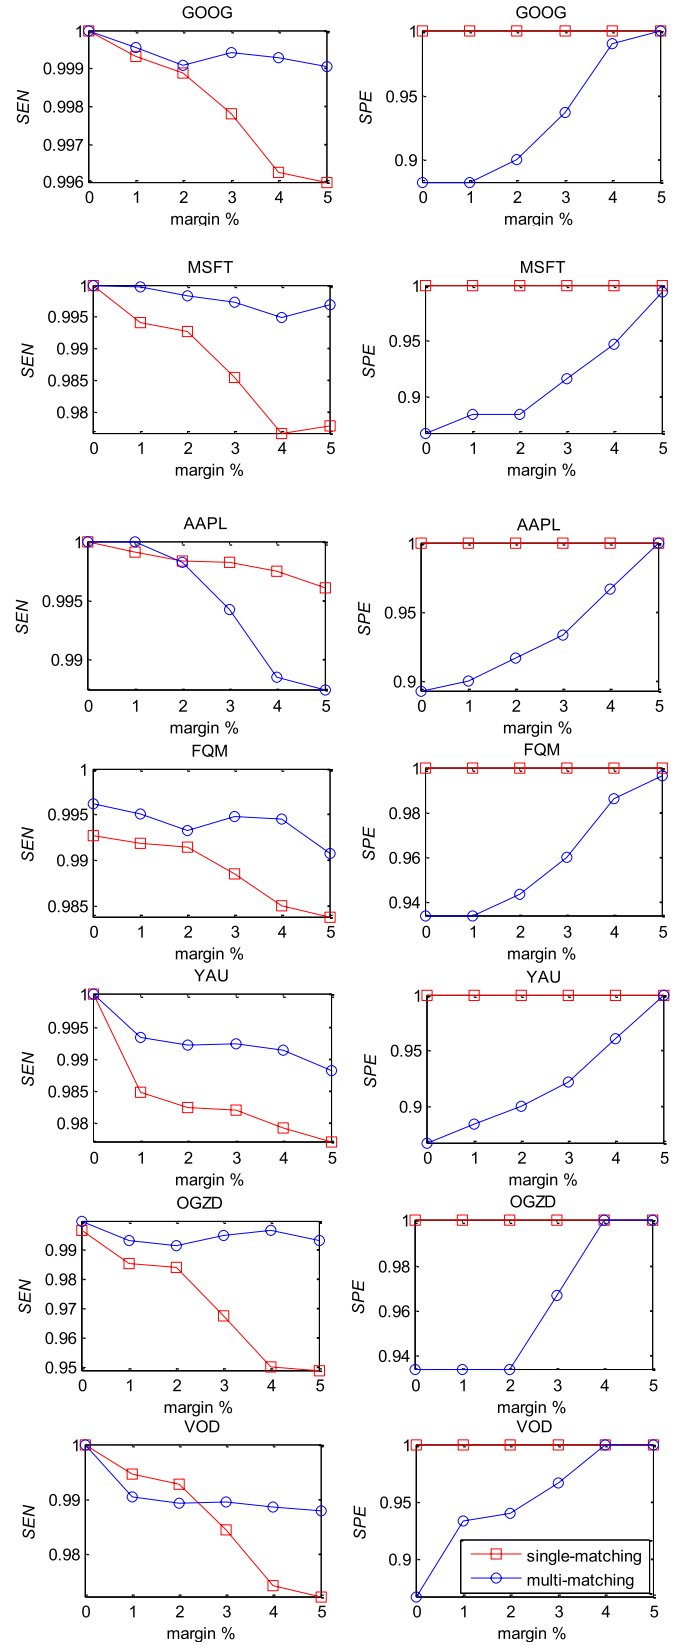 GOOG
GOOG
1
0.999
0.998
0.997
0.996
SEN
0 1 2 3 4 5
margin %
1
0.95
0.9
SPE
0 1 2 3 4 5
margin %
MSFT
MSFT
1
0.995
0.99
0.985
0.98
SEN
0 1 2 3 4 5
margin %
1
0.95
0.9
SPE
0 1 2 3 4 5
margin %
AAPL
AAPL
1
0.995
0.99
SEN
0 1 2 3 4 5
margin %
1
0.95
0.9
SPE
0 1 2 3 4 5
margin %
FQM
FQM
1
0.995
0.99
0.985
SEN
0 1 2 3 4 5
margin %
1
0.98
0.96
0.94
SPE
0 1 2 3 4 5
margin %
YAU
YAU
1
0.995
0.99
0.985
0.98
SEN
0 1 2 3 4 5
margin %
1
0.95
0.9
SPE
0 1 2 3 4 5
margin %
OGZD
OGZD
0.99
0.98
0.97
0.96
0.95
SEN
0 1 2 3 4 5
margin %
1
0.98
0.96
0.94
SPE
0 1 2 3 4 5
margin %
VOD
VOD
1
0.99
0.98
SEN
0 1 2 3 4 5
margin %
1
0.95
0.9
SPE
single-matching
multi-matching
0 1 2 3 4 5
margin %